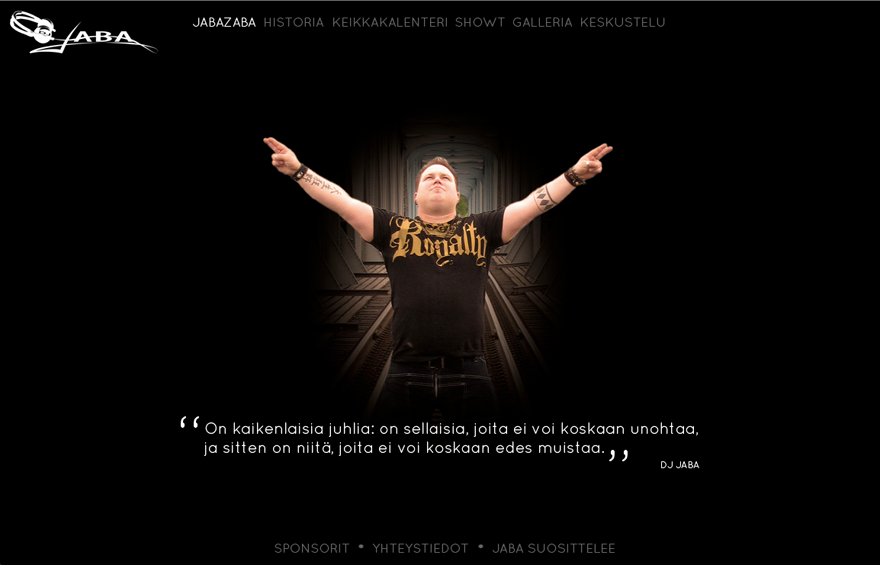 JABA
JABAZABA HISTORIA KEIKKAKALENTERI SHOWT GALLERIA KESKUSTELU
Royalty
“On kaikenlaisia juhlia: on sellaisia, joita ei voi koskaan unohtaa,
ja sitten on niitä, joita ei voi koskaan edes muistaa.”
DJ JABA
SPONSORIT * YHTEYSTIEDOT * JABA SUOSITTELEE